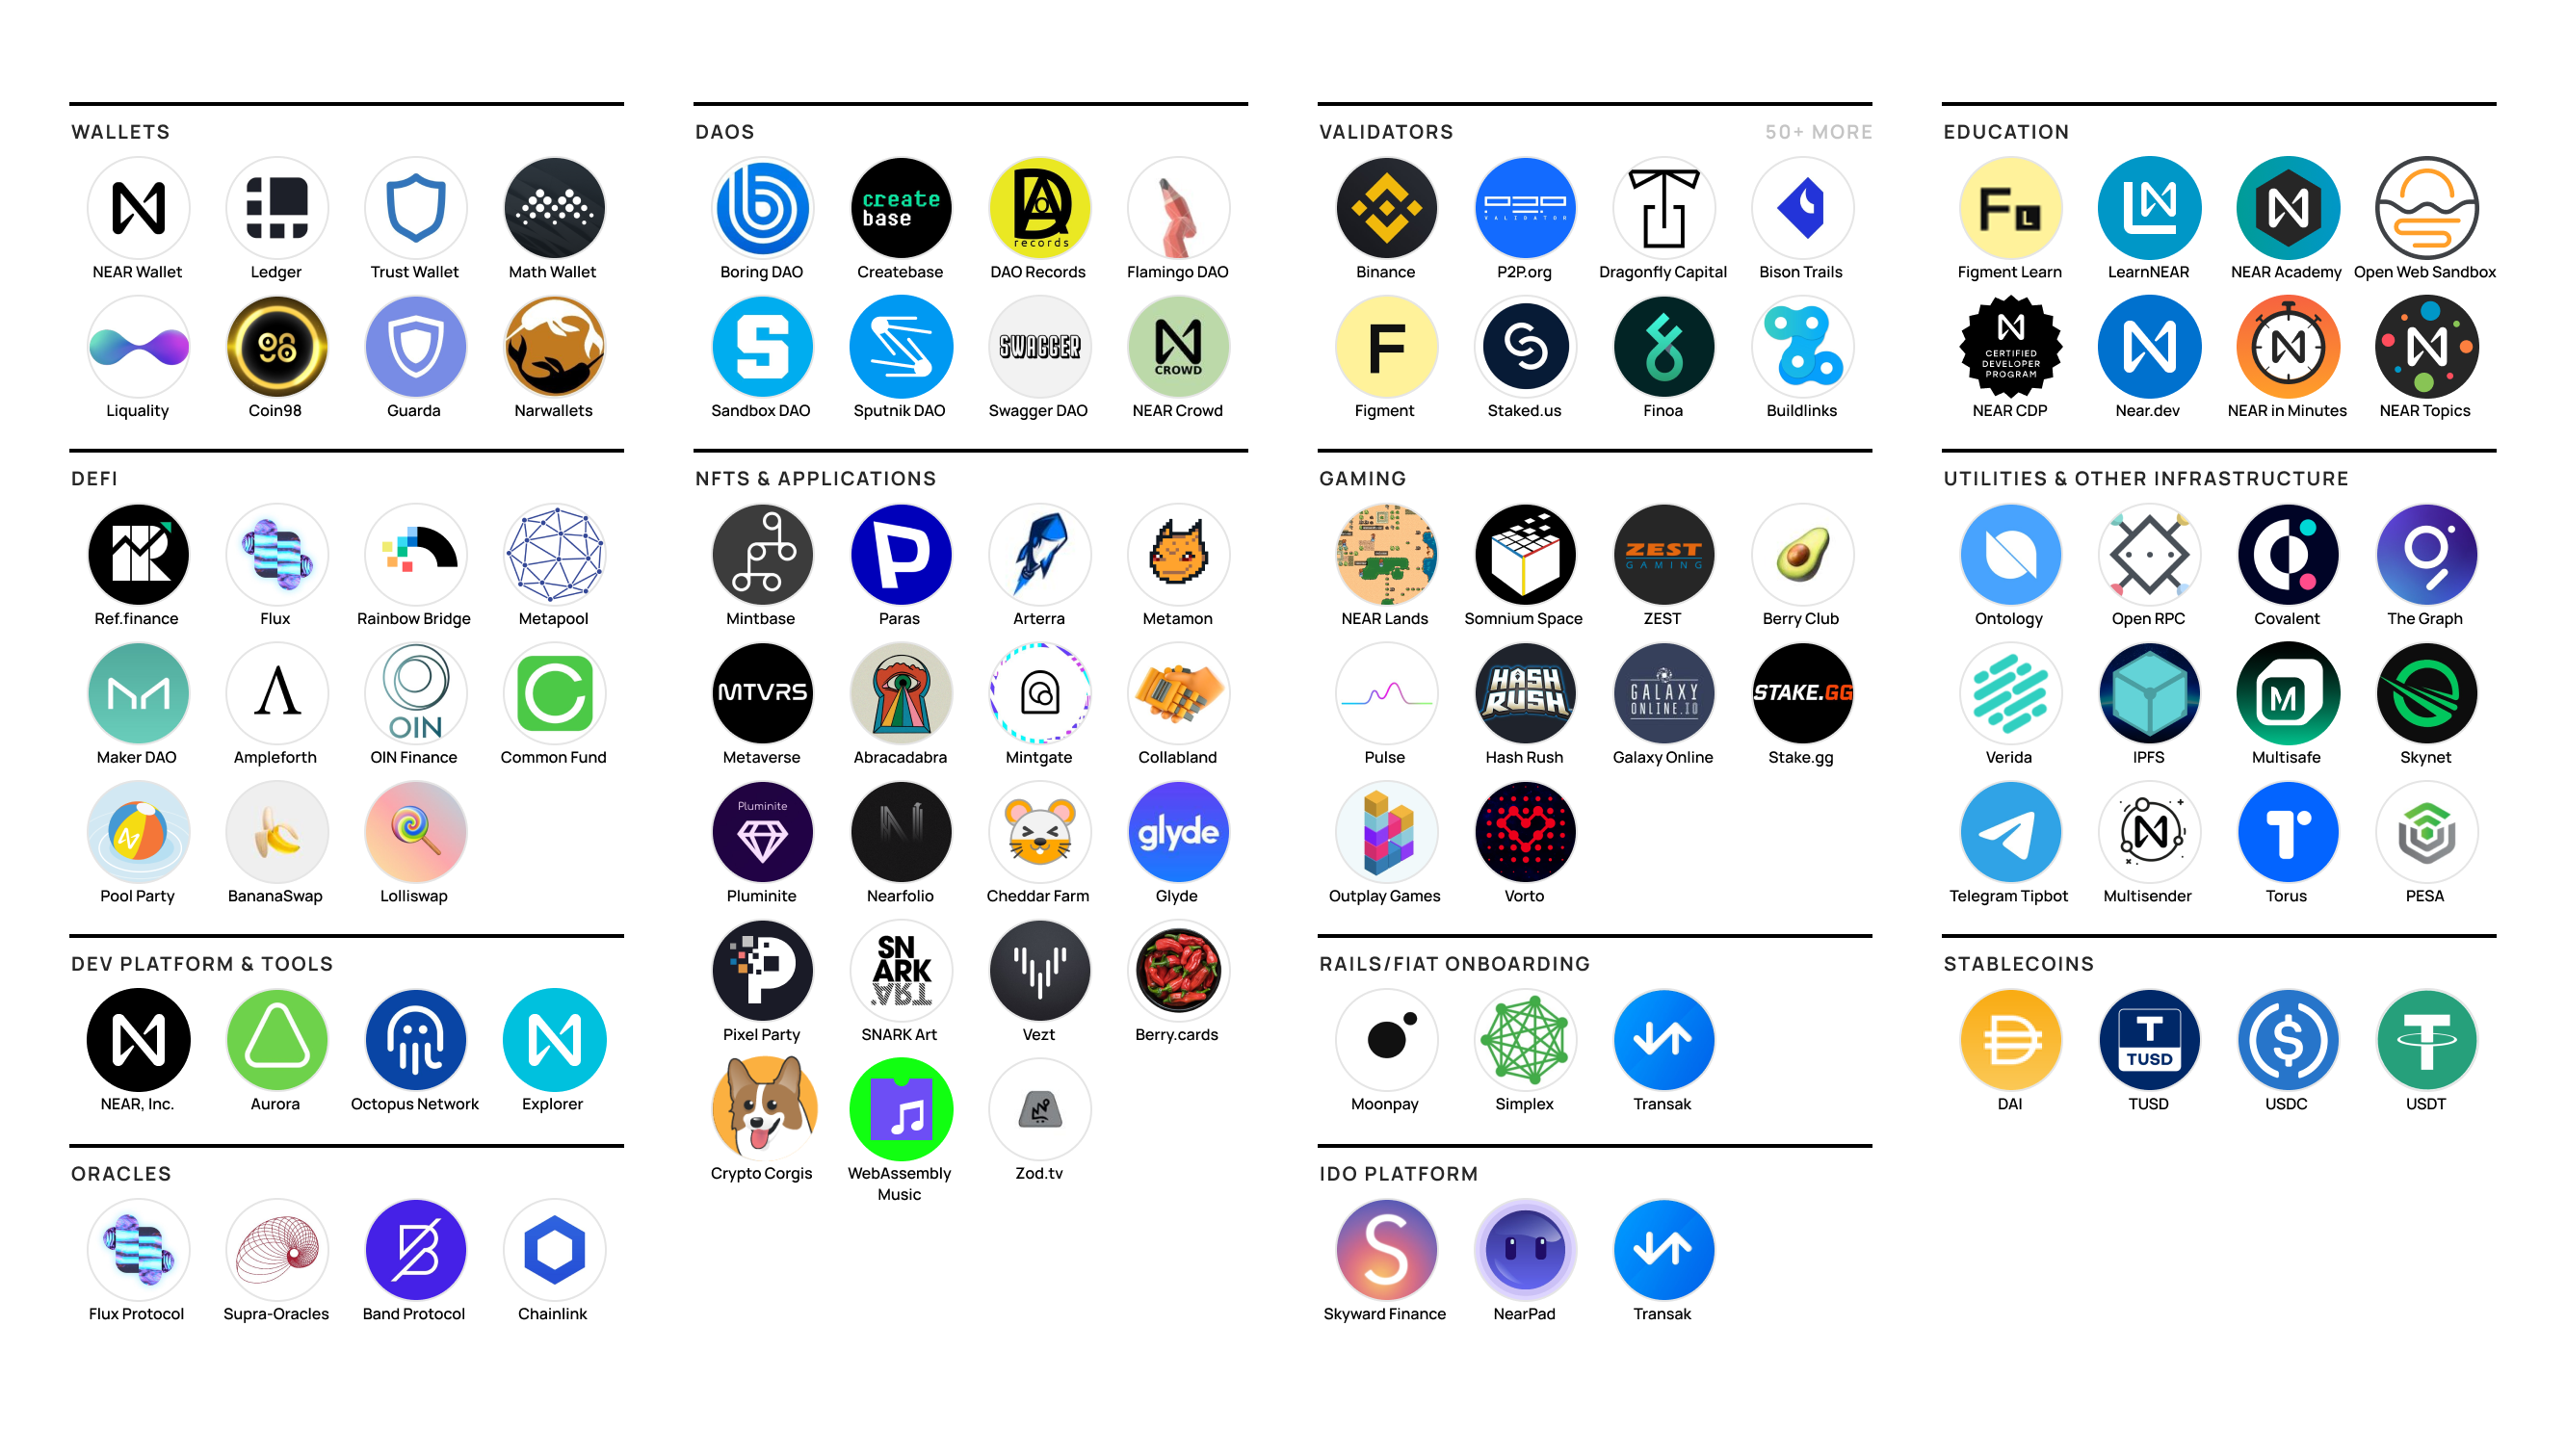 WALLETS
NEAR Wallet
Ledger
Trust Wallet
Math Wallet
98
Liquality
Coin98
Guarda
Narwallets
DEFI
Ref.finance
Flux
Rainbow Bridge
Metapool
OIN
Maker DAO
Ampleforth
OIN Finance
Common Fund
Pool Party
BananaSwap
Lolliswap
DEV PLATFORM & TOOLS
NEAR, Inc.
Aurora
Octopus Network
Explorer
ORACLES
Flux Protocol
Supra-Oracles
Band Protocol
Chainlink
DAOS
create
base
DAO
records
Boring DAO
Createbase
DAO Records
Flamingo DAO
S
SWAGGER
CROWD
Sandbox DAO
Sputnik DAO
Swagger DAO
NEAR Crowd
NFTS & APPLICATIONS
P
Mintbase
Paras
Arterra
Metamon
MTVRS
Metaverse
Abracadabra
Mintgate
Collabland
Pluminite
glyde
Pluminite
Nearfolio
Cheddar Farm
Glyde
P
SN
ARK
ART
Pixel Party
SNARK Art
Vezt
Berry.cards
Crypto Corgis
WebAssembly
Music
Zod.tv
VALIDATORS
50+ MORE
P2P
VALIDATOR
Binance
P2P.org
Dragonfly Capital
Bison Trails
F
Figment
Staked.us
Finoa
Buildlinks
GAMING
ZEST
GAMING
NEAR Lands
Somnium Space
ZEST
Berry Club
HASH
RUSH
GALAXY
ONLINE.IO
STAKE.GG
Pulse
Hash Rush
Galaxy Online
Stake.gg
Outplay Games
Vorto
RAILS/FIAT ONBOARDING
Moonpay
Simplex
Transak
IDO PLATFORM
S
Skyward Finance
NearPad
Transak
EDUCATION
F L
L
Figment Learn
LearnNEAR
NEAR Academy
Open Web Sandbox
CERTIFIED
DEVELOPER
PROGRAM
NEAR CDP
Near.dev
NEAR in Minutes
NEAR Topics
UTILITIES & OTHER INFRASTRUCTURE
Ontology
Open RPC
Covalent
The Graph
M
Verida
IPFS
Multisafe
Skynet
T
Telegram Tipbot
Multisender
Torus
PESA
STABLECOINS
T
TUSD
$
DAI
TUSD
USDC
USDT